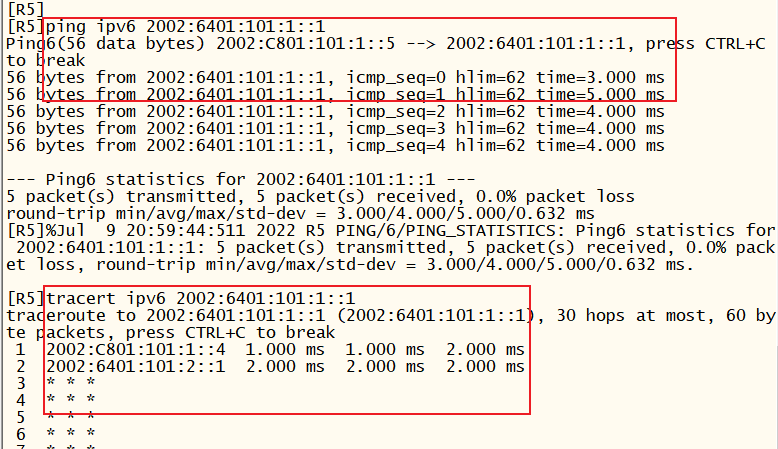 [R5]
[R5]ping ipv6 2002:6401:101:1::1
Ping6(56 data bytes) 2002:C801:101:1::5 --> 2002:6401:101:1::1, press CTRL+C
to break
56 bytes from 2002:6401:101:1::1, icmp_seq=0 hlim=62 time=3.000 ms
56 bytes from 2002:6401:101:1::1, icmp_seq=1 hlim=62 time=5.000 ms
56 bytes from 2002:6401:101:1::1, icmp_seq=2 hlim=62 time=4.000 ms
56 bytes from 2002:6401:101:1::1, icmp_seq=3 hlim=62 time=4.000 ms
56 bytes from 2002:6401:101:1::1, icmp_seq=4 hlim=62 time=4.000 ms
--- Ping6 statistics for 2002:6401:101:1::1 ---
5 packet(s) transmitted, 5 packet(s) received, 0.0% packet loss
round-trip min/avg/max/std-dev = 3.000/4.000/5.000/0.632 ms
[R5]%Jul  9 20:59:44:511 2022 R5 PING/6/PING_STATISTICS: Ping6 statistics for
2002:6401:101:1::1: 5 packet(s) transmitted, 5 packet(s) received, 0.0% pack
et loss, round-trip min/avg/max/std-dev = 3.000/4.000/5.000/0.632 ms.
[R5]tracert ipv6 2002:6401:101:1::1
traceroute to 2002:6401:101:1::1 (2002:6401:101:1::1), 30 hops at most, 60 by
te packets, press CTRL+C to break
1  2002:C801:101:1::4  1.000 ms  1.000 ms  2.000 ms
2  2002:6401:101:2::1  2.000 ms  2.000 ms  2.000 ms
3  * * *
4  * * *
5  * * *
6  * * *
7  * * *